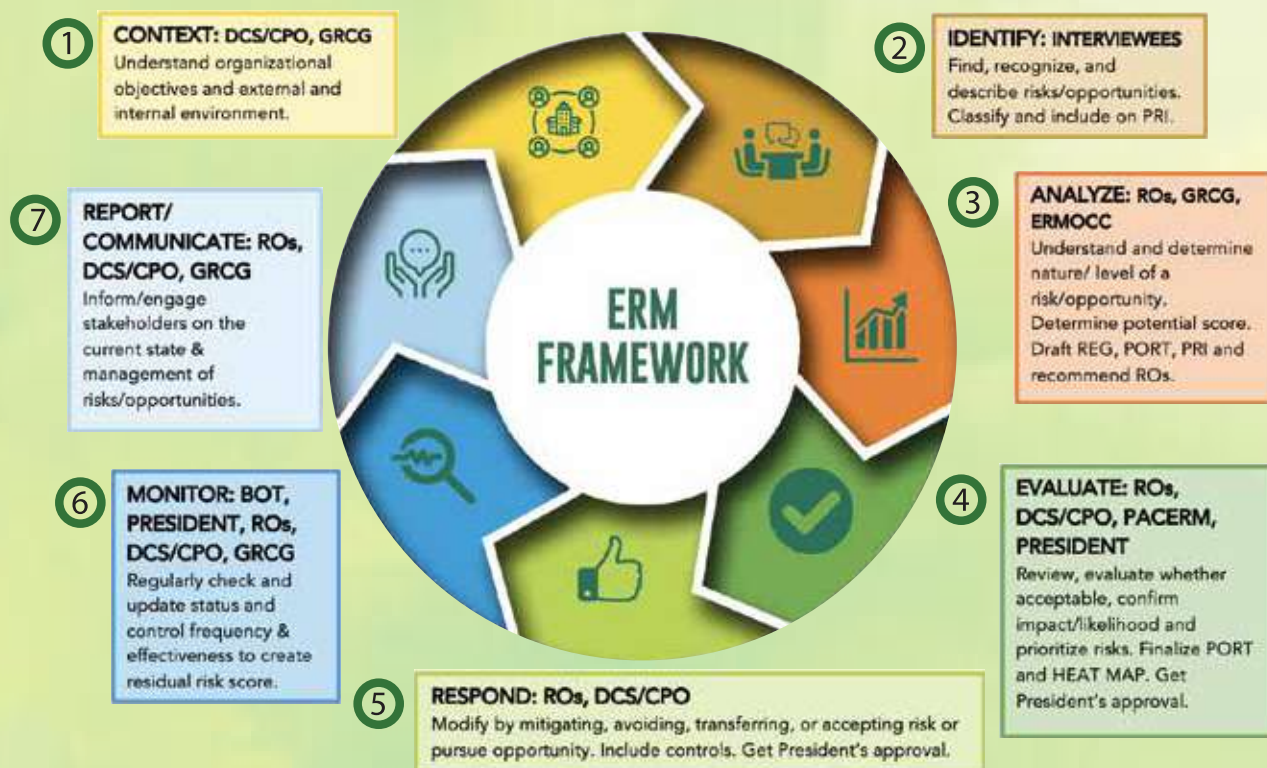 1
CONTEXT: DCS/CPO, GRCG
Understand organizational
objectives and external and
internal environment.
2
IDENTIFY: INTERVIEWEES
Find, recognize, and
describe risks/opportunities.
Classify and include on PRI.
3
ANALYZE: ROs, GRCG,
ERMOCC
Understand and determine
nature/ level of a
risk/opportunity.
Determine potential score.
Draft REG, PORT, PRI and
recommend ROs.
4
EVALUATE: ROs,
DCS/CPO, PACERM,
PRESIDENT
Review, evaluate whether
acceptable, confirm
impact/likelihood and
prioritize risks. Finalize PORT
and HEAT MAP. Get
President's approval.
5
RESPOND: ROs, DCS/CPO
Modify by mitigating, avoiding, transferring, or accepting risk or
pursue opportunity. Include controls. Get President's approval.
6
MONITOR: BOT,
PRESIDENT, ROs,
DCS/CPO, GRCG
Regularly check and
update status and
control frequency &
effectiveness to create
residual risk score.
7
REPORT/
COMMUNICATE: ROs,
DCS/CPO, GRCG
Inform/engage
stakeholders on the
current state &
management of
risks/opportunities.
ERM
FRAMEWORK